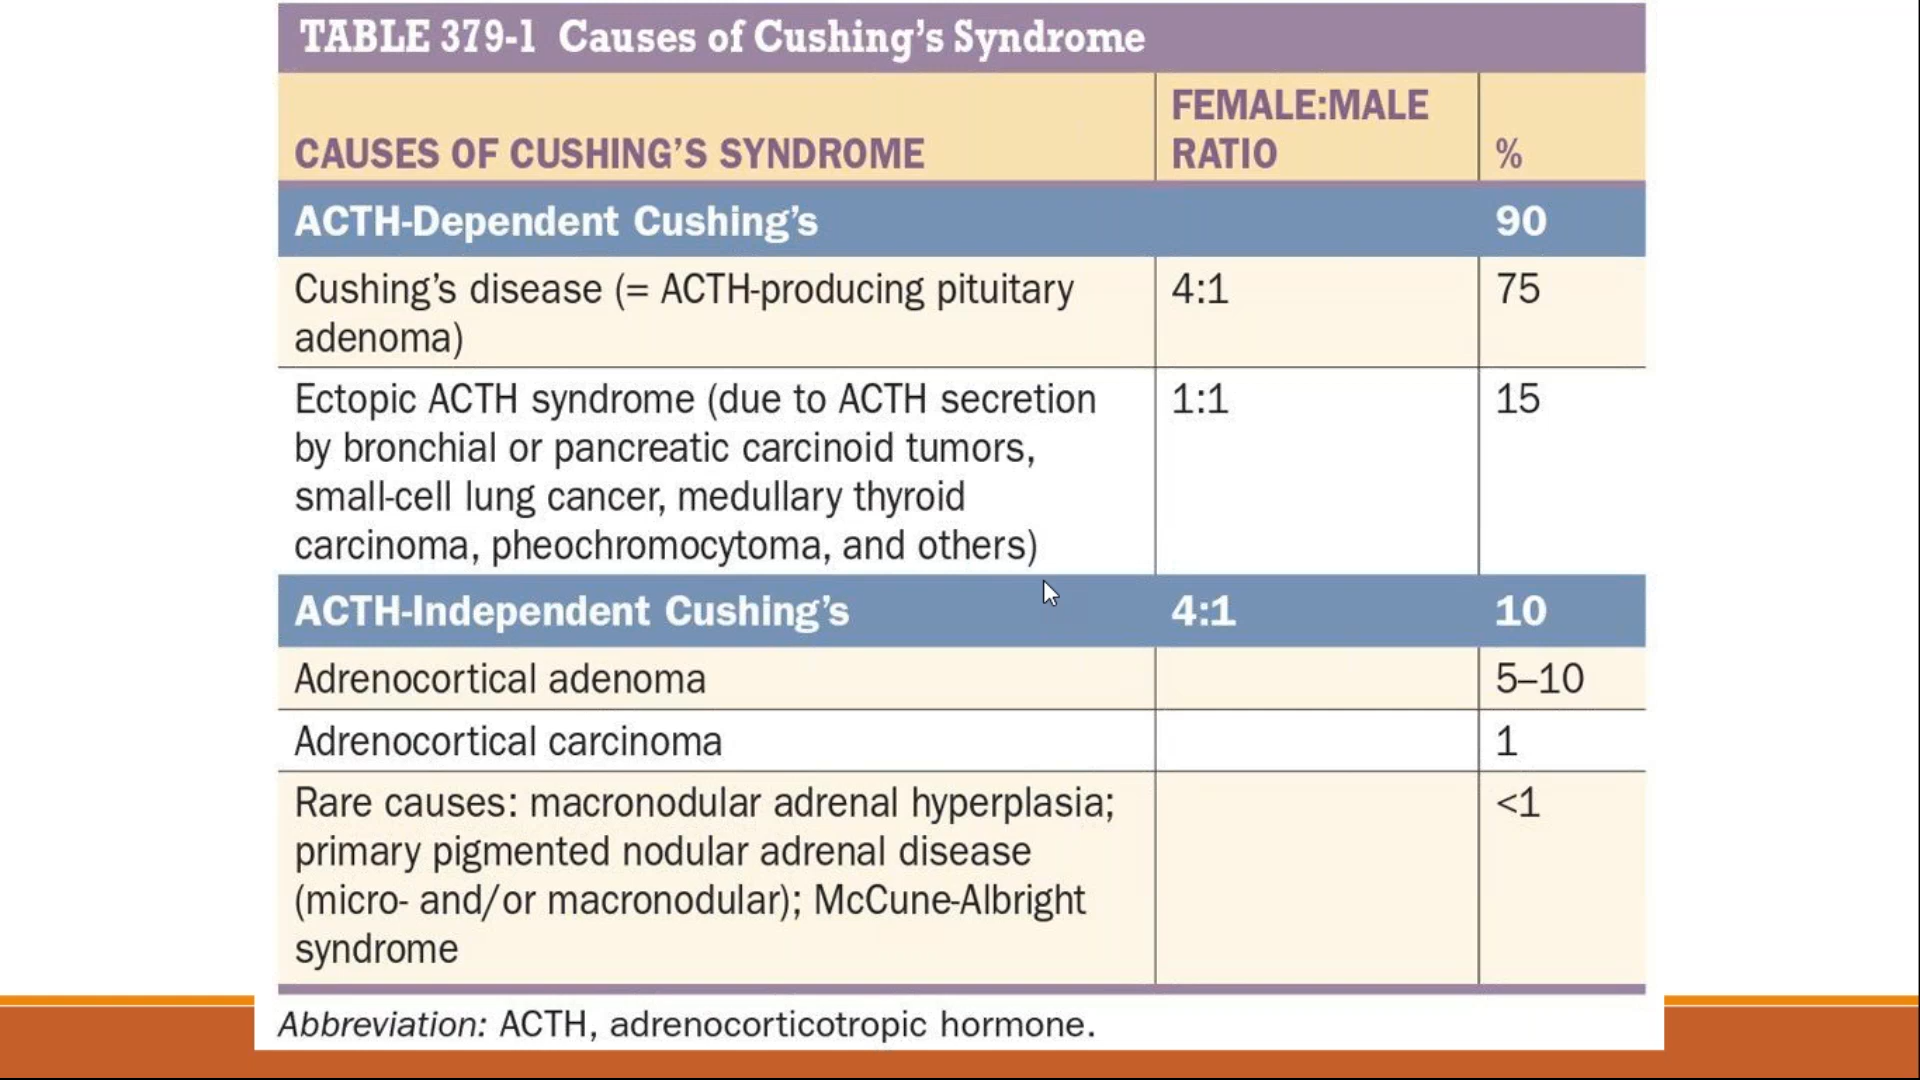 TABLE 379-1 Causes of Cushing's Syndrome
CAUSES OF CUSHING'S SYNDROME
FEMALE:MALE
RATIO
%
ACTH-Dependent Cushing's 90
Cushing's disease (= ACTH-producing pituitary 4:1 75
adenoma)
Ectopic ACTH syndrome (due to ACTH secretion 1:1 15
by bronchial or pancreatic carcinoid tumors,
small-cell lung cancer, medullary thyroid
carcinoma, pheochromocytoma, and others)
ACTH-Independent Cushing's 4:1 10
Adrenocortical adenoma 5–10
Adrenocortical carcinoma 1
Rare causes: macronodular adrenal hyperplasia; <1
primary pigmented nodular adrenal disease
(micro- and/or macronodular); McCune-Albright
syndrome
Abbreviation: ACTH, adrenocorticotropic hormone.